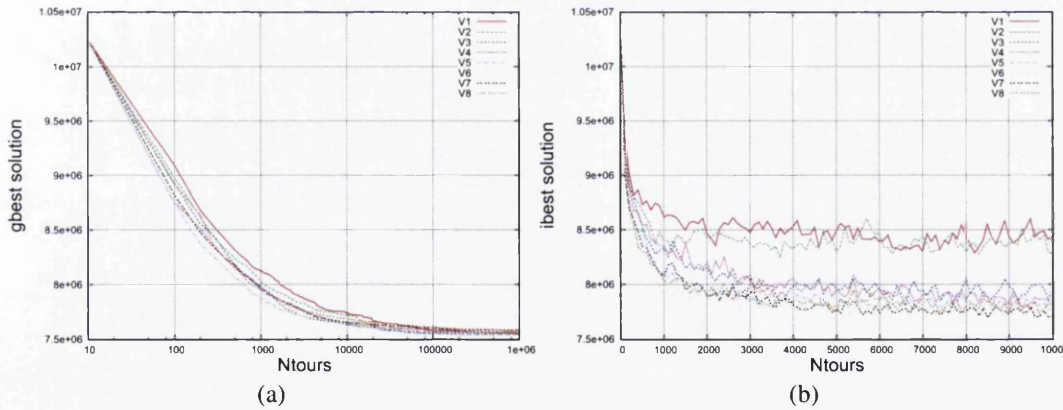 1.05e+07
1e+07
9.5e+06
9e+06
8.5e+06
8e+06
7.5e+06
gbest solution
10
100
1000
10000
100000
1e+06
Ntours
V1
V2
V3
V4
V5
V6
V7
V8
(a)
1.05e+07
1e+07
9.5e+06
9e+06
8.5e+06
8e+06
7.5e+06
ibest solution
0
1000
2000
3000
4000
5000
6000
7000
8000
9000
10000
Ntours
V1
V2
V3
V4
V5
V6
V7
V8
(b)